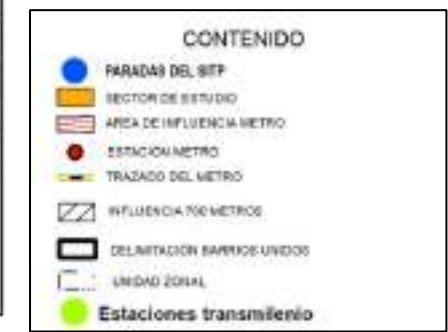 CONTENIDO
PARADAS DEL SITP
SECTOR DE ESTUDIO
AREA DE INFLUENCIA METRO
ESTACION METRO
TRAZADO DEL METRO
INFLUENCIA 700 METROS
DELIMITACION BARRIOS UNIDOS
UNIDAD ZONAL
Estaciones transmilenio